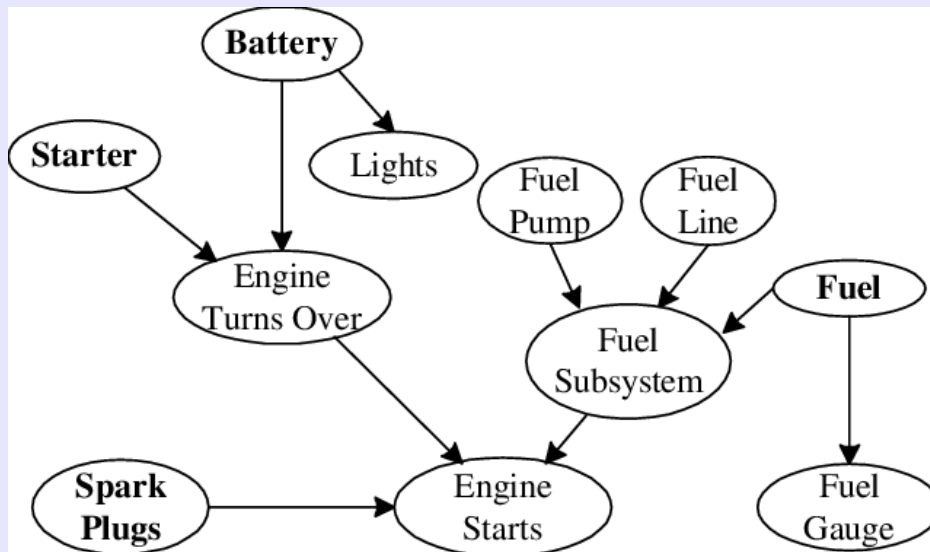 Battery
Starter
Lights
Fuel
Pump
Fuel
Line
Engine
Turns Over
Fuel
Fuel
Subsystem
Spark
Plugs
Engine
Starts
Fuel
Gauge